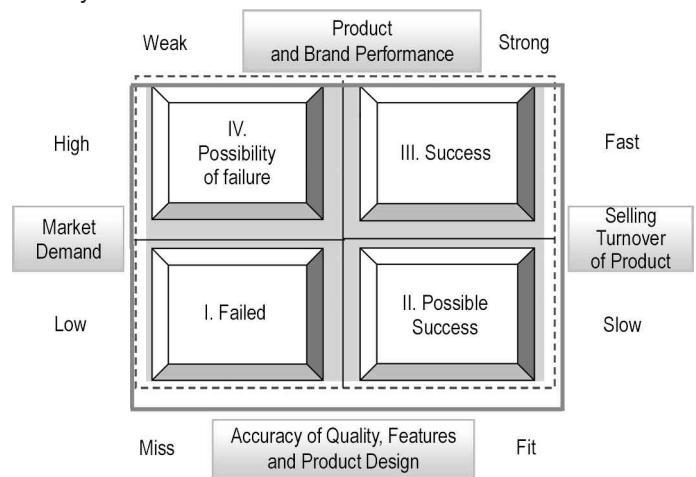 Weak
Product
and Brand Performance
Strong
High
IV.
Possibility
of failure
III. Success
Fast
Market
Demand
Selling
Turnover
of Product
Low
I. Failed
II. Possible
Success
Slow
Miss
Accuracy of Quality, Features
and Product Design
Fit